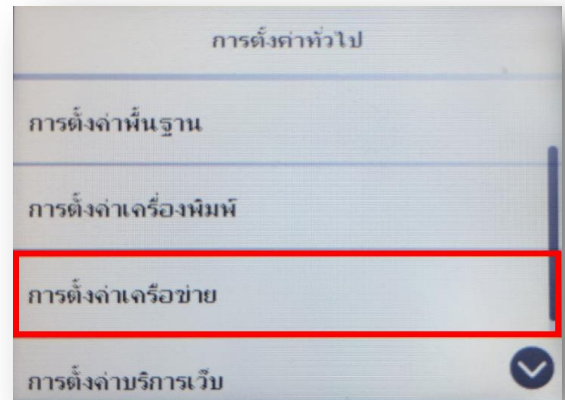 การตั้งค่าทั่วไป
การตั้งค่าพื้นฐาน
การตั้งค่าเครื่องพิมพ์
การตั้งค่าเครือข่าย
การตั้งค่าบริการเว็บ